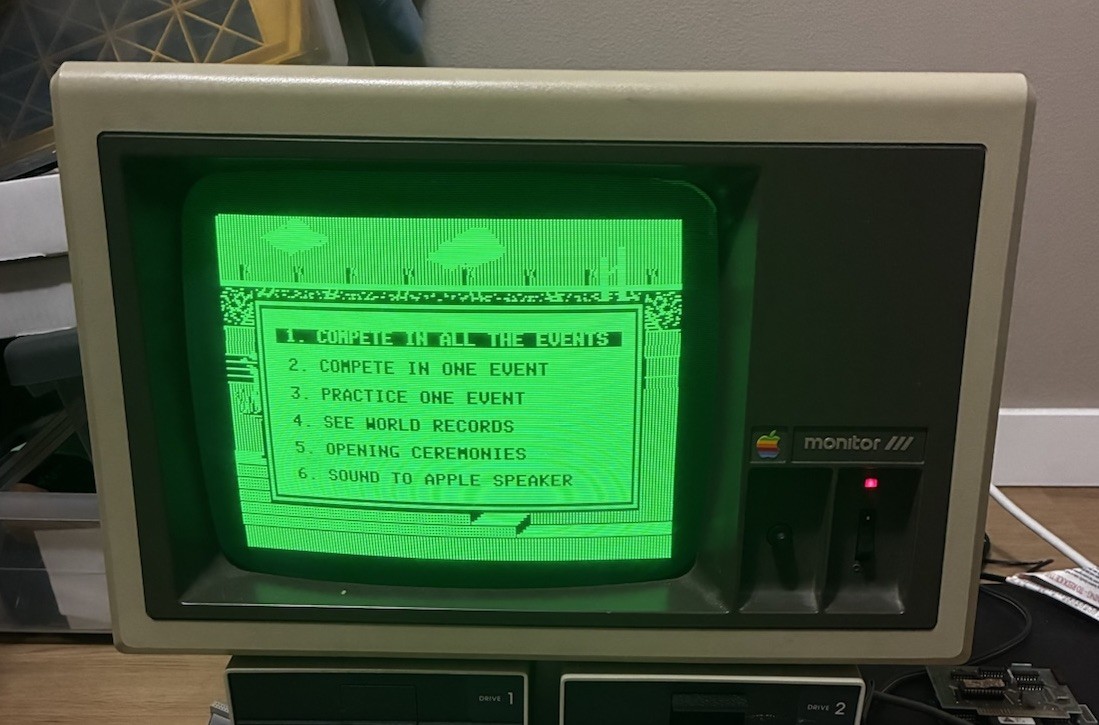 1. COMPETE IN ALL THE EVENTS
2. COMPETE IN ONE EVENT
3. PRACTICE ONE EVENT
4. SEE WORLD RECORDS
5. OPENING CEREMONIES
6. SOUND TO APPLE SPEAKER
monitor ///
DRIVE 1
DRIVE 2